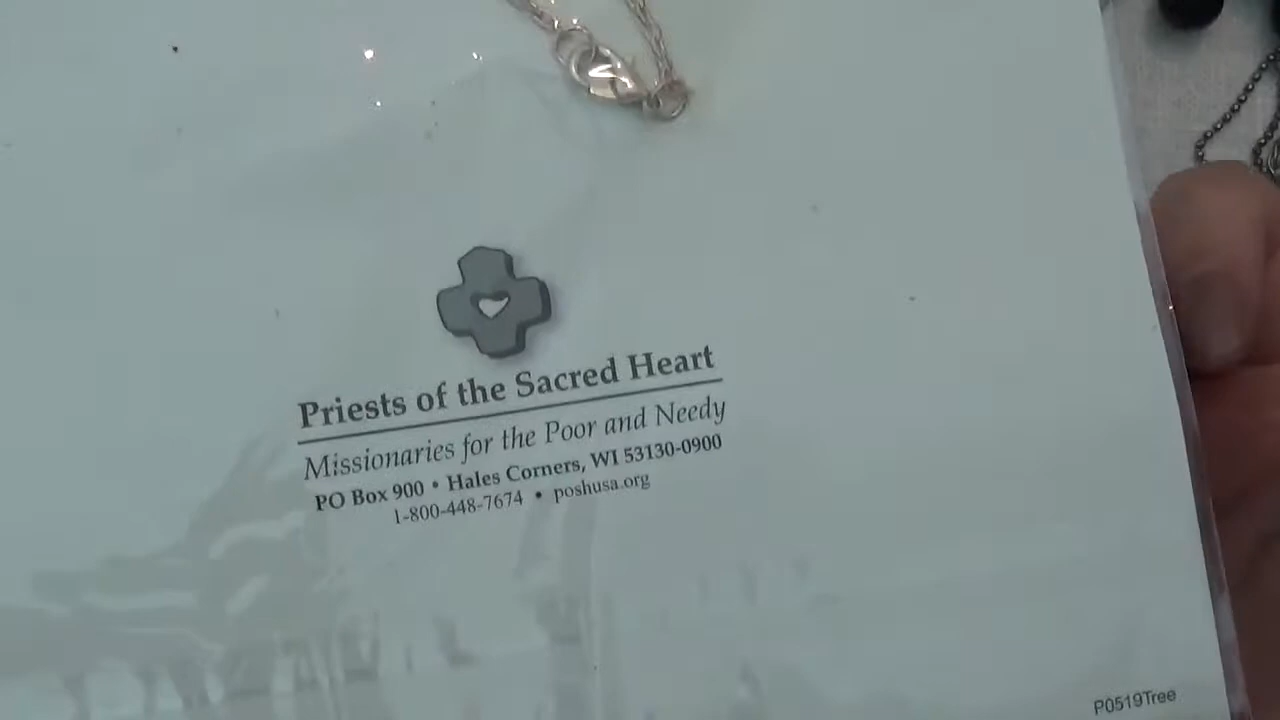 Priests of the Sacred Heart
Missionaries for the Poor and Needy
PO Box 900 • Hales Corners, WI 53130-0900
1-800-448-7674 • poshusa.org
P0519Tree